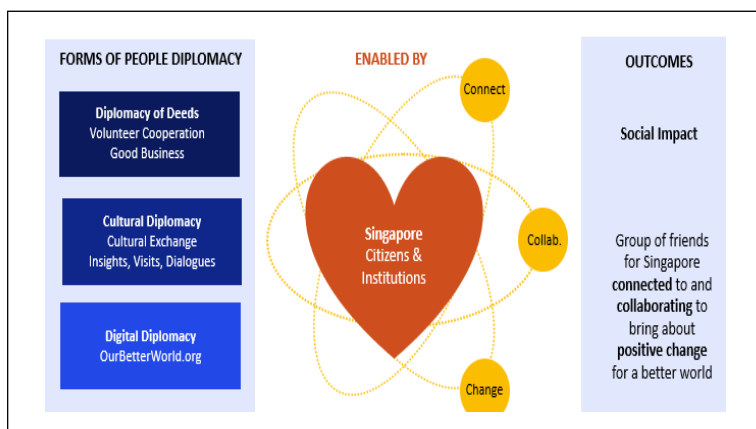 FORMS OF PEOPLE DIPLOMACY
Diplomacy of Deeds
Volunteer Cooperation
Good Business
Cultural Diplomacy
Cultural Exchange
Insights, Visits, Dialogues
Digital Diplomacy
OurBetterWorld.org
ENABLED BY
Connect
Singapore
Citizens &
Institutions
Collab.
Change
OUTCOMES
Social Impact
Group of friends
for Singapore
connected to and
collaborating to
bring about
positive change
for a better world